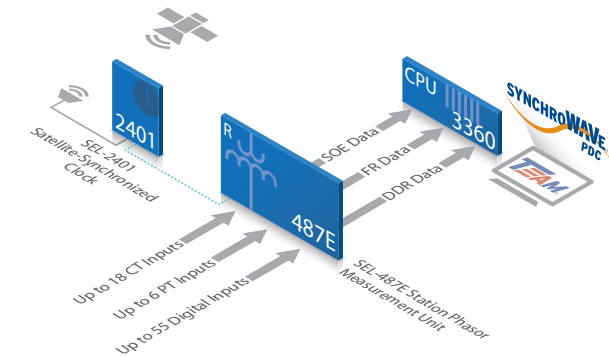 CPU
3360
SYNCHROWAVE
PDC
TEAM
2401
SEL-2401
Satellite-Synchronized
Clock
R
487E
SOE Data
FR Data
DDR Data
Up to 18 CT Inputs
Up to 6 PT Inputs
Up to 55 Digital Inputs
SEL-487E Station Phasor
Measurement Unit